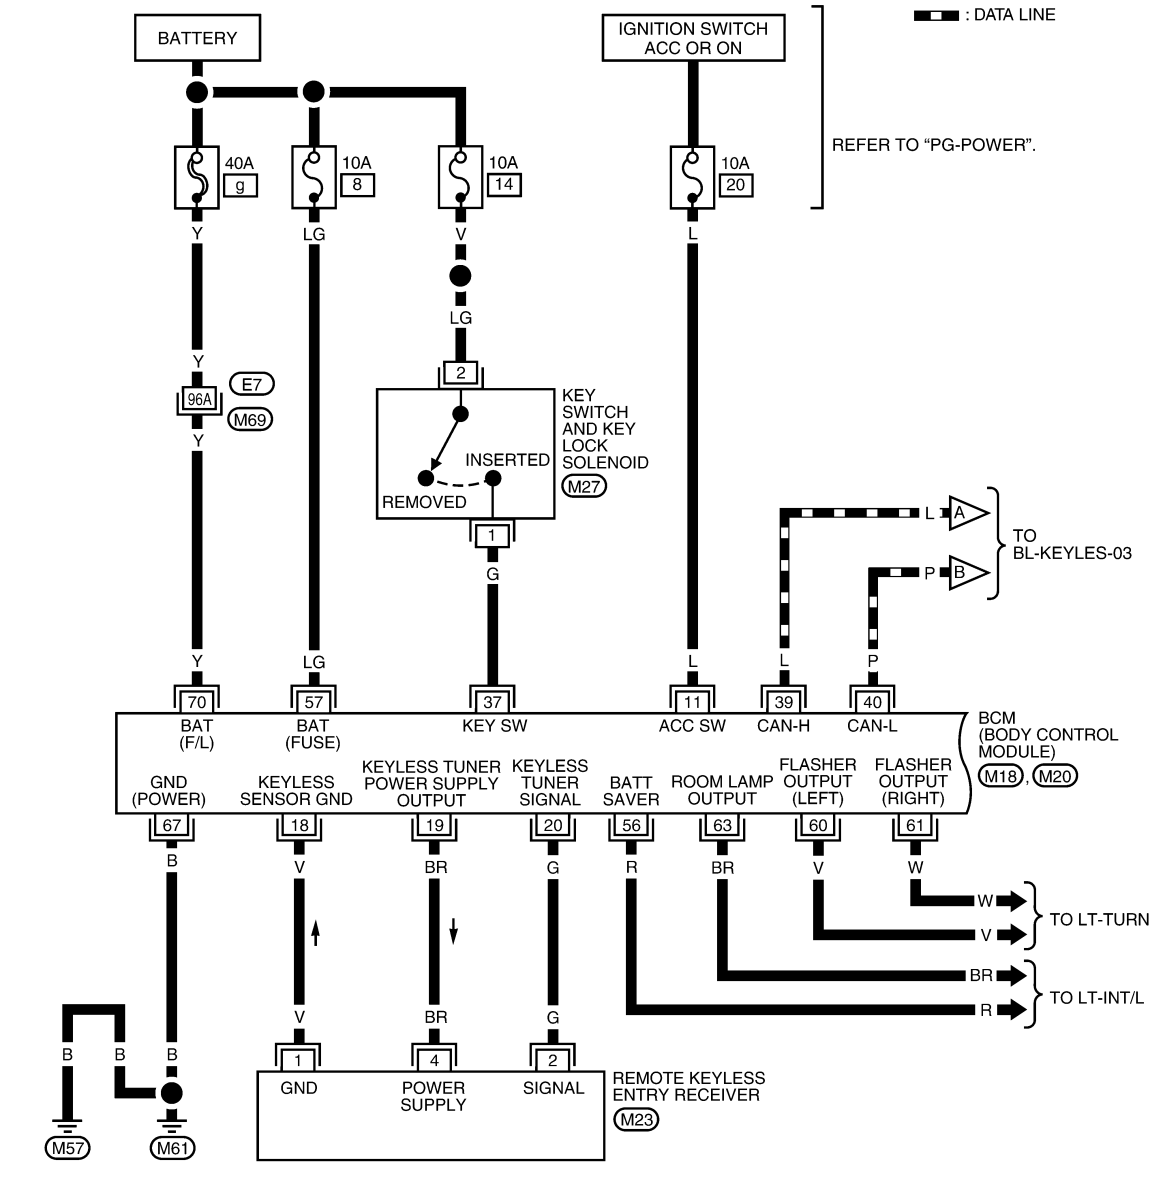 BATTERY
IGNITION SWITCH
ACC OR ON
: DATA LINE
REFER TO “PG-POWER”.
40A
g
10A
8
10A
14
10A
20
Y
LG
V
L
LG
Y
96A
E7
M69
Y
2
KEY
SWITCH
AND KEY
LOCK
SOLENOID
M27
INSERTED
REMOVED
1
G
L
A
P
B
TO
BL-KEYLES-03
Y
LG
L
L
P
70
57
37
11
39
40
BAT
(F/L)
BAT
(FUSE)
KEY SW
ACC SW
CAN-H
CAN-L
BCM
(BODY CONTROL
MODULE)
M18 , M20
GND
(POWER)
KEYLESS
SENSOR GND
KEYLESS TUNER
POWER SUPPLY
OUTPUT
KEYLESS
TUNER
SIGNAL
BATT
SAVER
ROOM LAMP
OUTPUT
FLASHER
OUTPUT
(LEFT)
FLASHER
OUTPUT
(RIGHT)
67
18
19
20
56
63
60
61
B
V
BR
G
R
BR
V
W
W
V
TO LT-TURN
BR
R
TO LT-INT/L
V
BR
G
B
B
B
1
4
2
GND
POWER
SUPPLY
SIGNAL
REMOTE KEYLESS
ENTRY RECEIVER
M23
M57
M61